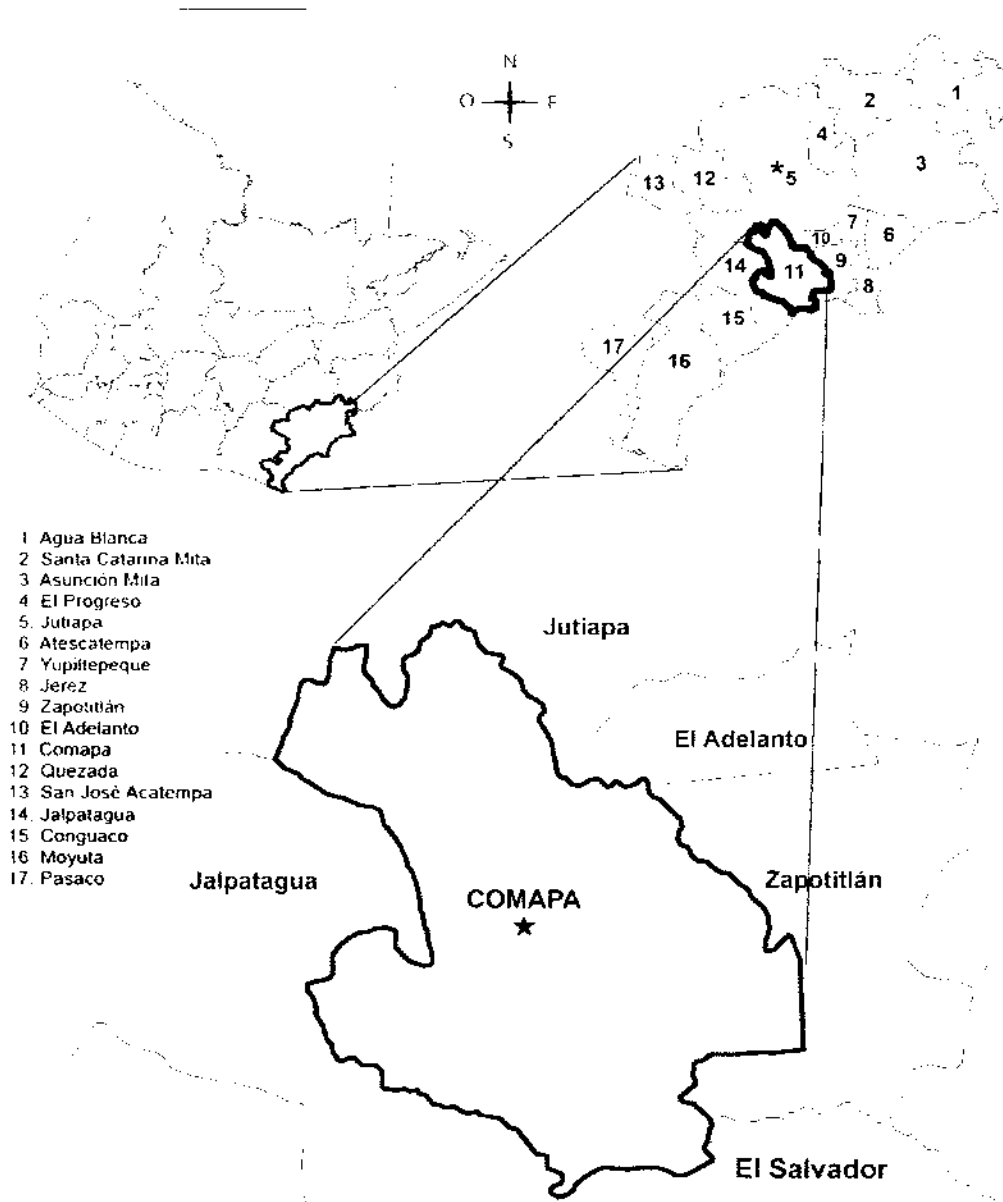 N
O
E
S
1
2
3
4
* 5
6
7
8
9
10
11
12
13
14
15
16
17
1 Agua Blanca
2 Santa Catarina Mita
3 Asunción Mita
4 El Progreso
5. Jutiapa
6 Atescatempa
7 Yupiltepeque
8 Jerez
9 Zapotitlán
10 El Adelanto
11 Comapa
12 Quezada
13 San José Acatempa
14. Jalpatagua
15 Conguaco
16 Moyuta
17. Pasaco
Jutiapa
El Adelanto
Jalpatagua
Zapotitlán
COMAPA
El Salvador